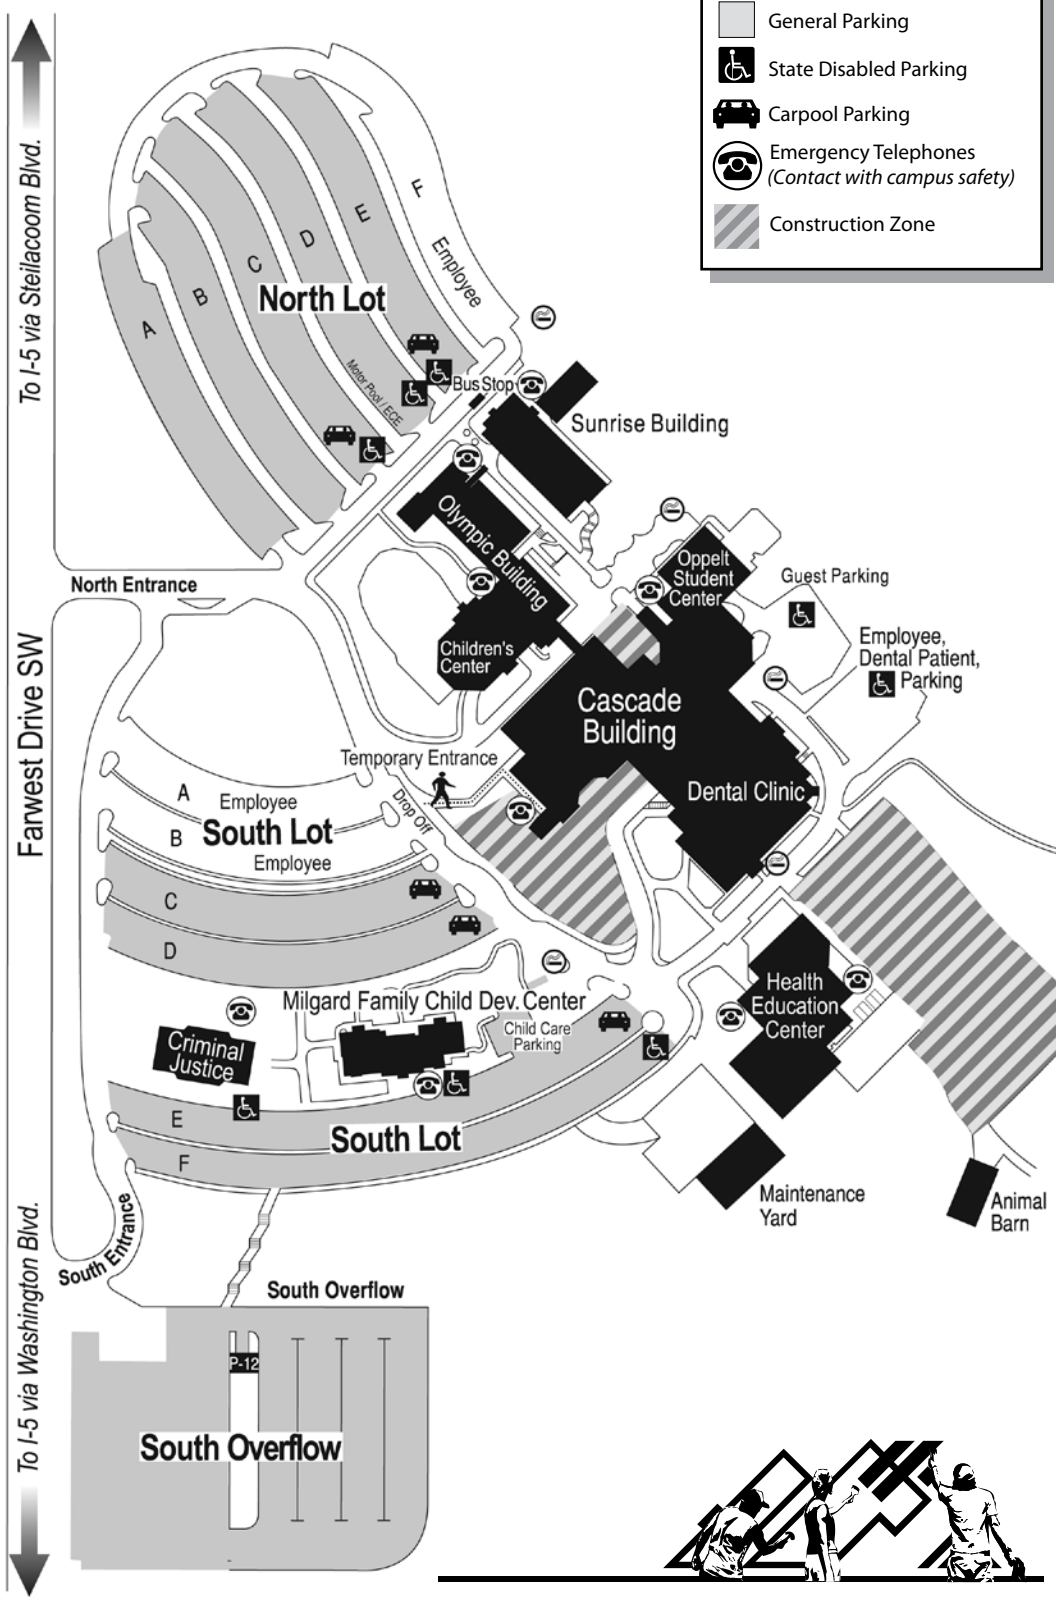 General Parking
State Disabled Parking
Carpool Parking
Emergency Telephones
(Contact with campus safety)
Construction Zone
To I-5 via Steilacoom Blvd.
F
E
D
C
B
A
Employee
North Lot
Motor Pool / ECE
Bus Stop
Sunrise Building
Olympic Building
Oppelt
Student
Center
Guest Parking
North Entrance
Children's
Center
Employee,
Dental Patient,
Parking
Farwest Drive SW
Cascade
Building
Temporary Entrance
Drop Off
Dental Clinic
A
Employee
South Lot
B
Employee
C
D
Milgard Family Child Dev. Center
Child Care
Parking
Health
Education
Center
Criminal
Justice
E
South Lot
F
Maintenance
Yard
Animal
Barn
South Entrance
To I-5 via Washington Blvd.
South Overflow
P-12
South Overflow